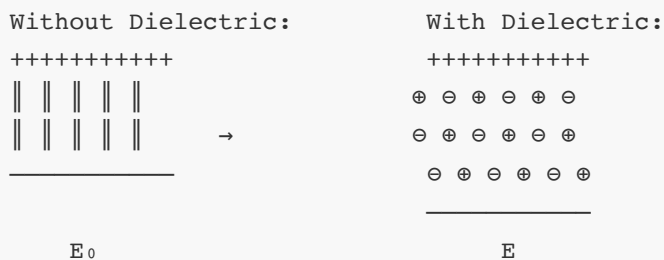 Without Dielectric: With Dielectric:
+++++++++++ +++++++++++
║ ║ ║ ║ ║ ⊕ ⊖ ⊕ ⊖ ⊕ ⊖
║ ║ ║ ║ ║ → ⊖ ⊕ ⊖ ⊕ ⊖ ⊕
⊖ ⊕ ⊖ ⊕ ⊖ ⊕
E₀ E